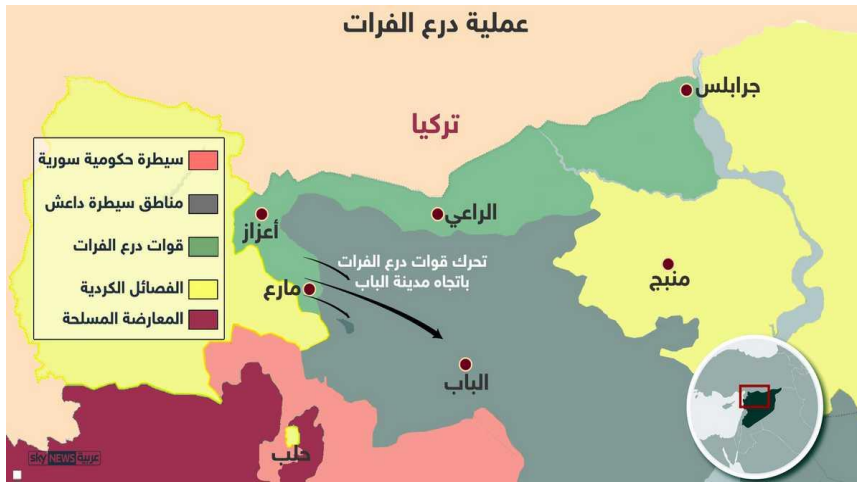 عملية درع الفرات
جرابلس
تركيا
سيطرة حكومية سورية
مناطق سيطرة داعش
قوات درع الفرات
الفصائل الكردية
المعارضة المسلحة
أعزاز
الراعي
تحرك قوات درع الفرات
باتجاه مدينة الباب
منبج
مارع
الباب
حلب
sky NEWS عربية